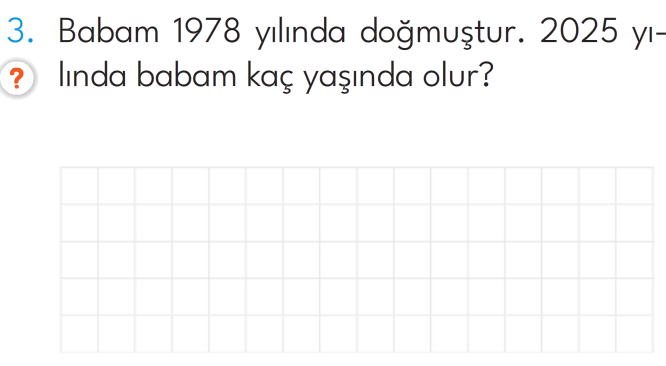 3. Babam 1978 yılında doğmuştur. 2025 yı-
? lında babam kaç yaşında olur?